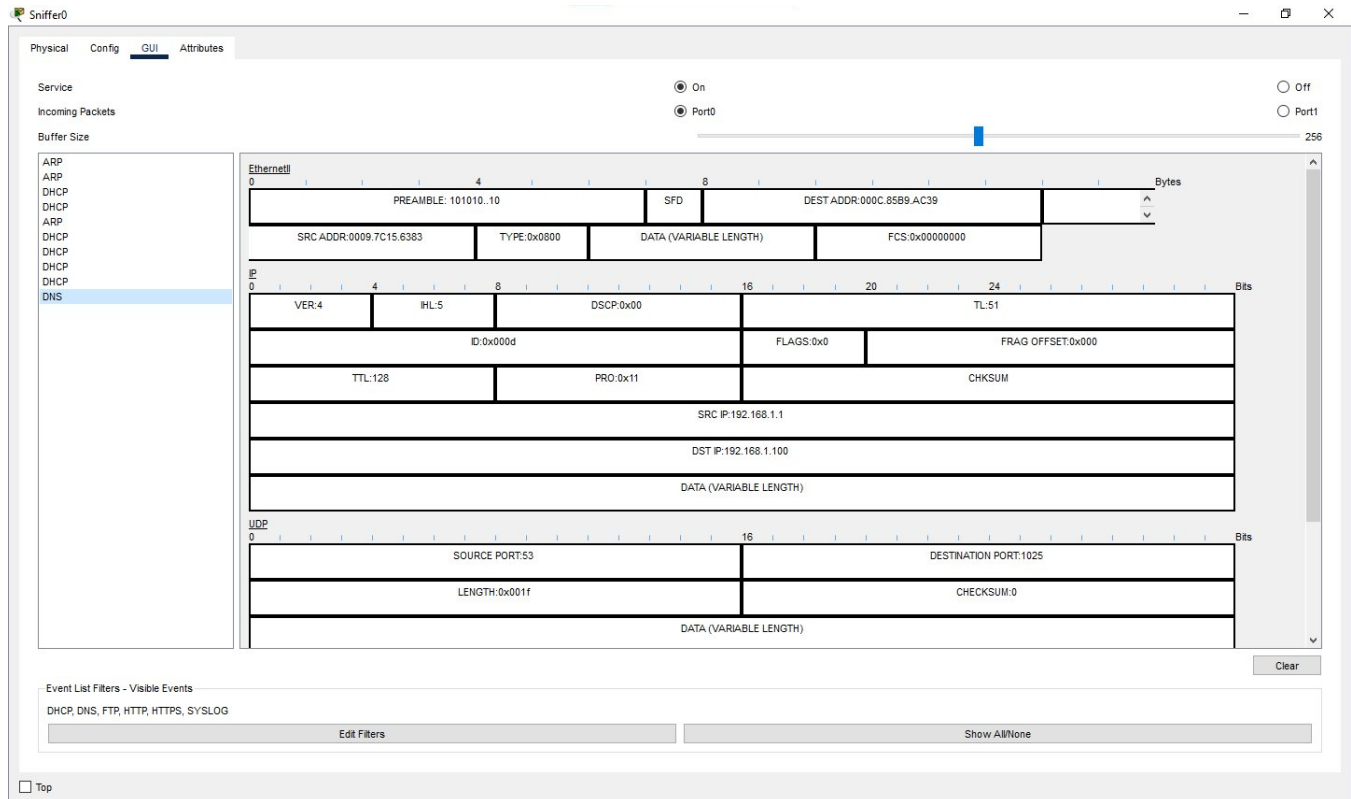 Sniffer0
Physical Config GUI Attributes
Service On Off
Incoming Packets Port0 Port1
Buffer Size 256
ARP
ARP
DHCP
DHCP
ARP
DHCP
DHCP
DHCP
DHCP
DNS
EthernetII
0 4 8 Bytes
PREAMBLE: 101010..10 SFD DEST ADDR:000C.85B9.AC39
SRC ADDR:0009.7C15.6383 TYPE:0x0800 DATA (VARIABLE LENGTH) FCS:0x00000000
IP
0 4 8 16 20 24 Bits
VER:4 IHL:5 DSCP:0x00 TL:51
ID:0x000d FLAGS:0x0 FRAG OFFSET:0x000
TTL:128 PRO:0x11 CHKSUM
SRC IP:192.168.1.1
DST IP:192.168.1.100
DATA (VARIABLE LENGTH)
UDP
0 16 Bits
SOURCE PORT:53 DESTINATION PORT:1025
LENGTH:0x001f CHECKSUM:0
DATA (VARIABLE LENGTH)
Clear
Event List Filters - Visible Events
DHCP, DNS, FTP, HTTP, HTTPS, SYSLOG
Edit Filters Show All/None
Top